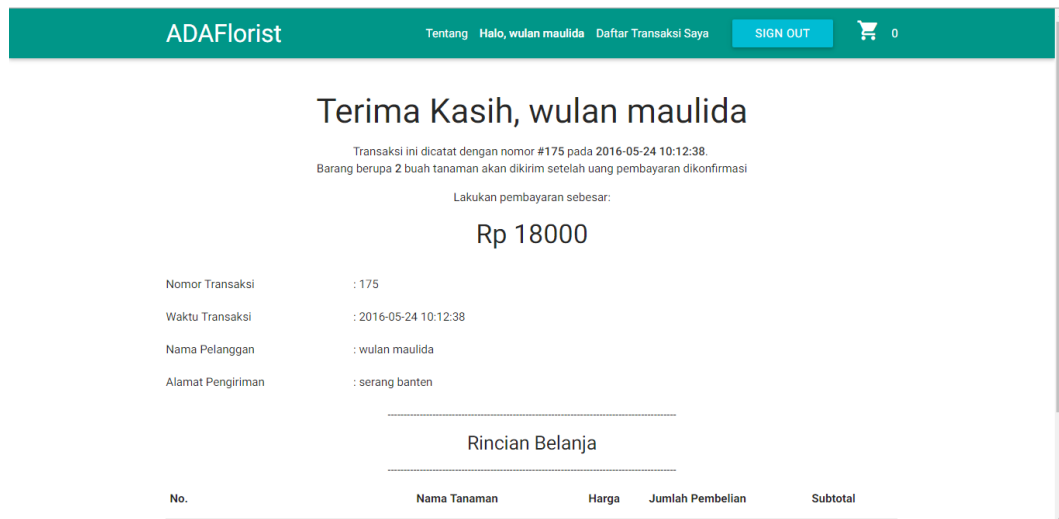 ADAFlorist Tentang Halo, wulan maulida Daftar Transaksi Saya SIGN OUT 0
Terima Kasih, wulan maulida
Transaksi ini dicatat dengan nomor #175 pada 2016-05-24 10:12:38.
Barang berupa 2 buah tanaman akan dikirim setelah uang pembayaran dikonfirmasi
Lakukan pembayaran sebesar:
Rp 18000
Nomor Transaksi : 175
Waktu Transaksi : 2016-05-24 10:12:38
Nama Pelanggan : wulan maulida
Alamat Pengiriman : serang banten
Rincian Belanja
No. Nama Tanaman Harga Jumlah Pembelian Subtotal